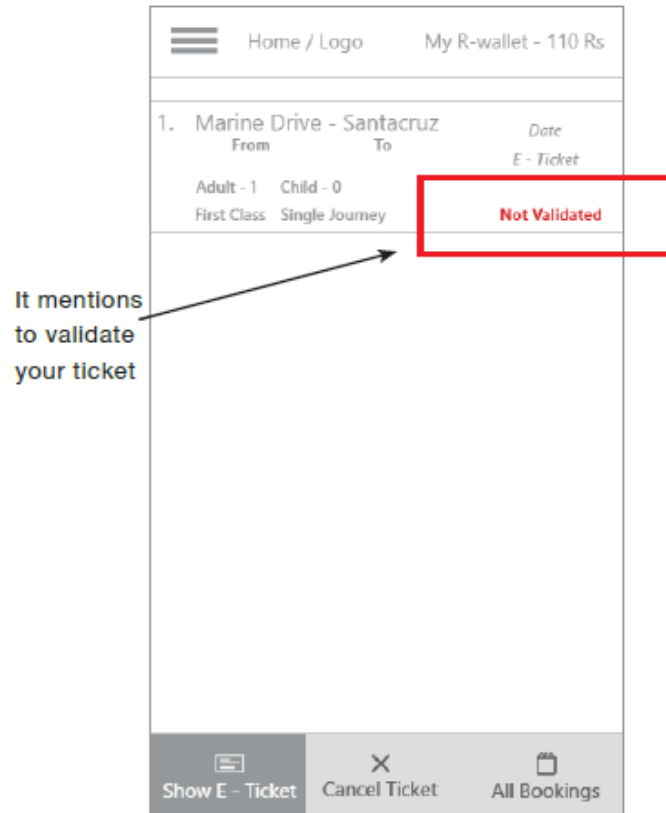 Home / Logo My R-wallet - 110 Rs
1. Marine Drive - Santacruz Date
From To
E - Ticket
Adult - 1 Child - 0
First Class Single Journey Not Validated
It mentions
to validate
your ticket
Show E - Ticket Cancel Ticket All Bookings